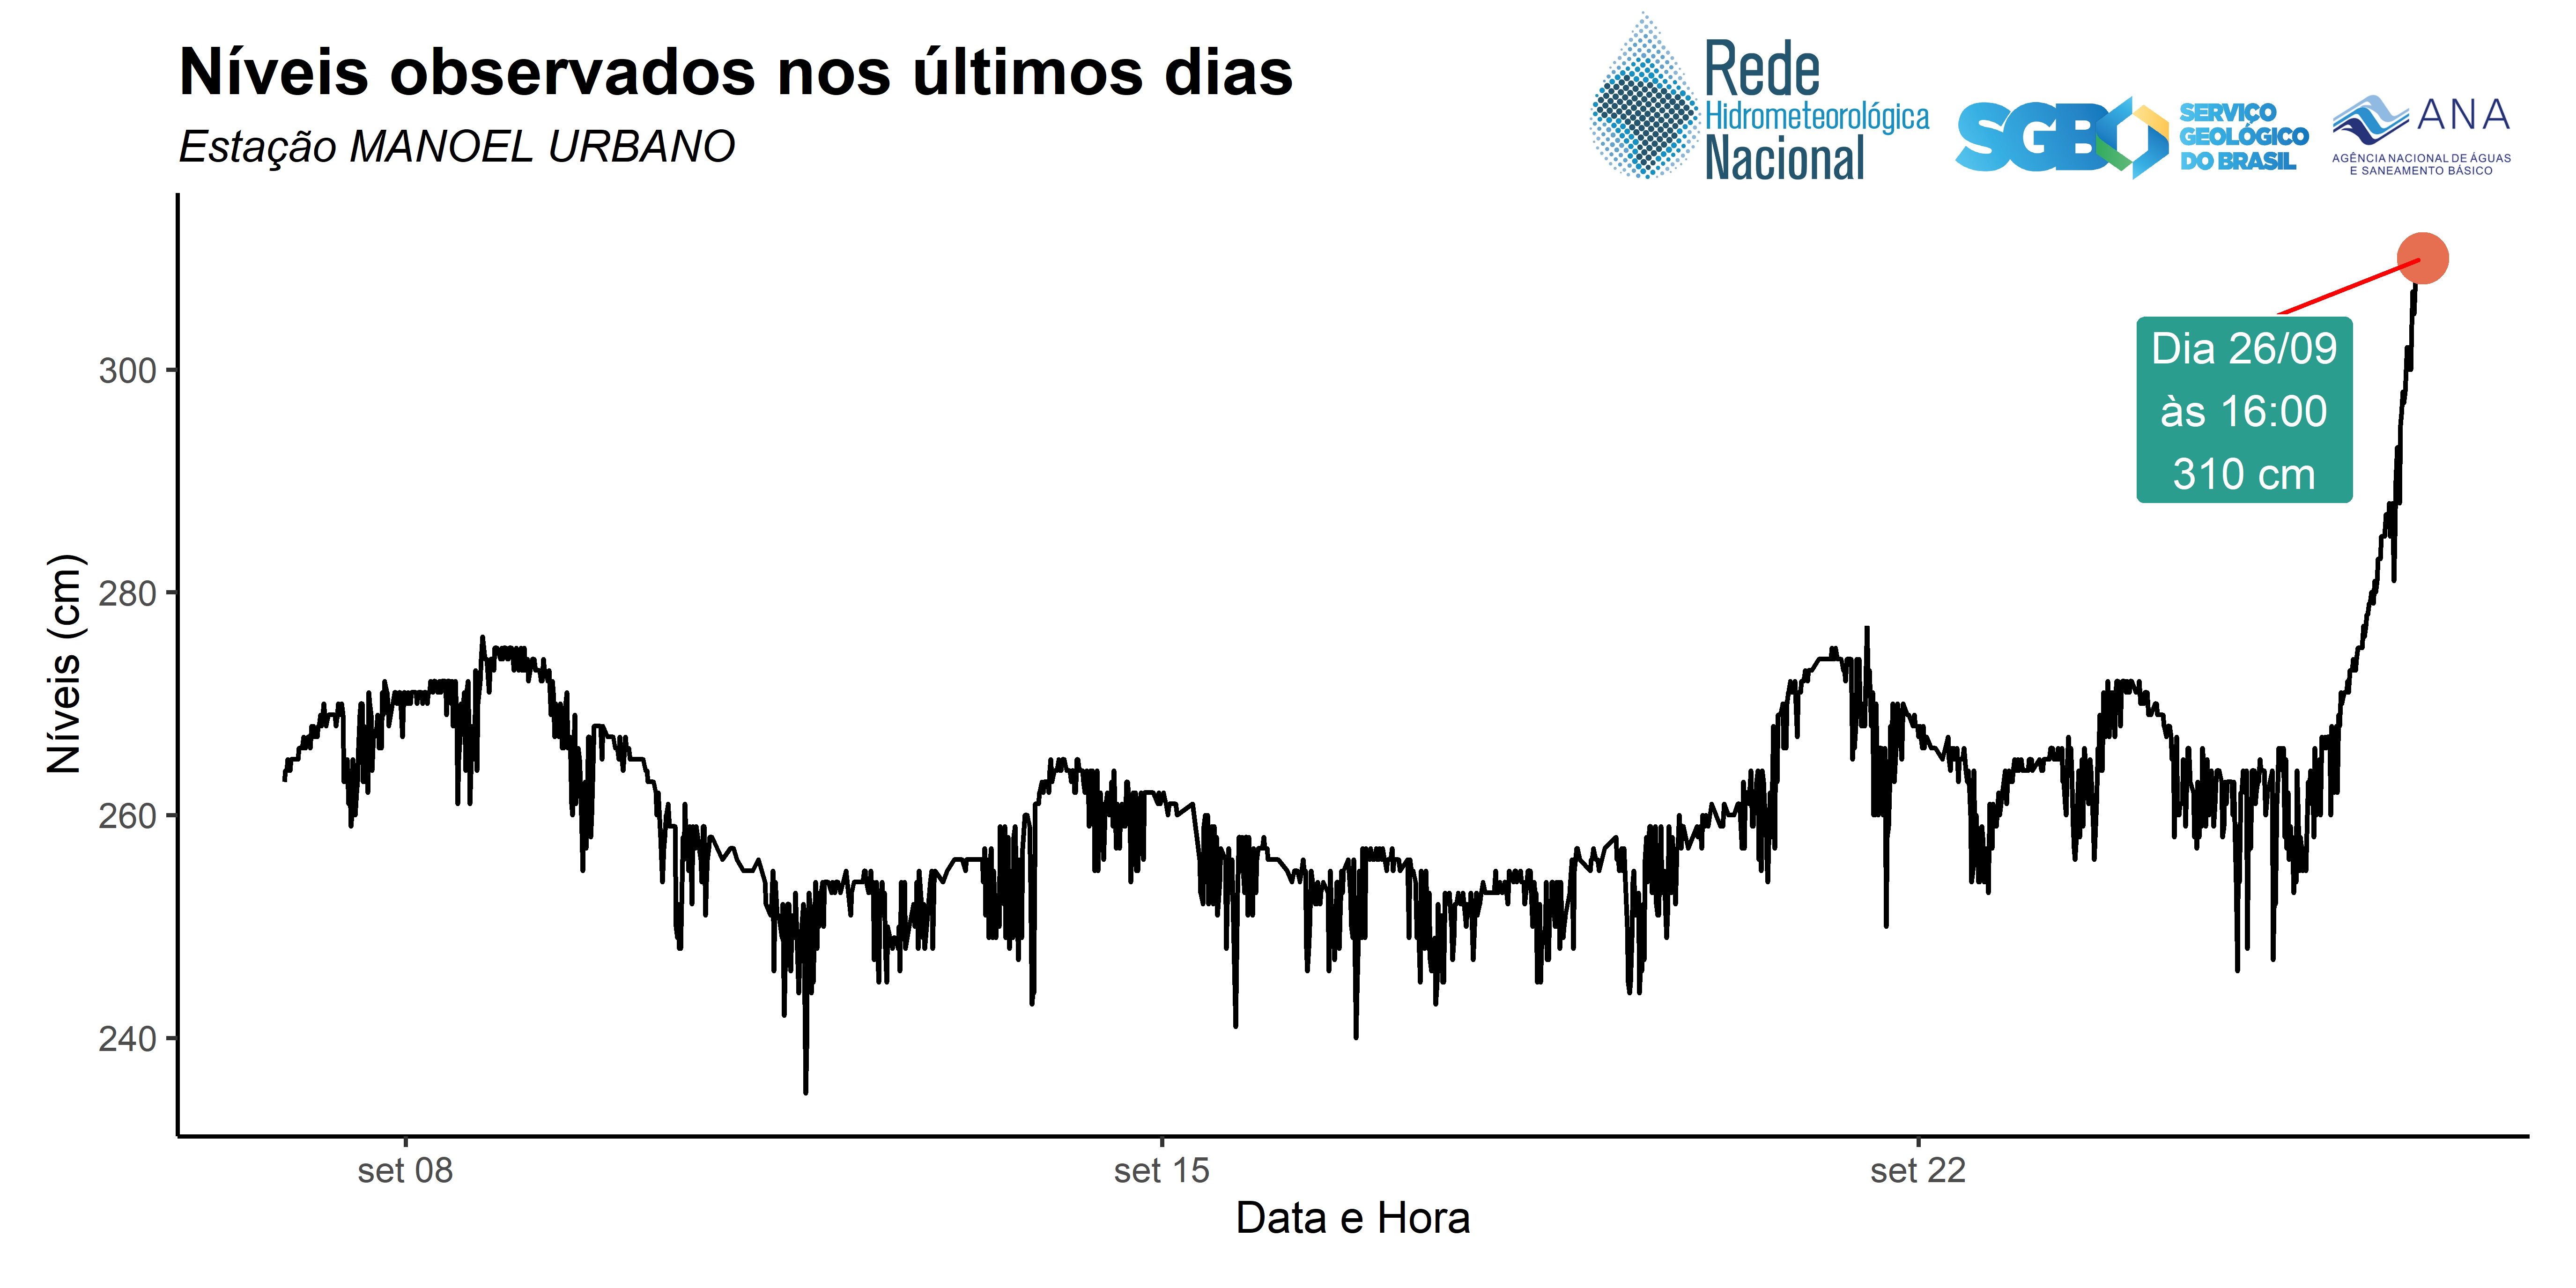 Níveis observados nos últimos dias
Estação MANOEL URBANO
Rede
Hidrometeorológica
Nacional
SGB
SERVIÇO
GEOLÓGICO
DO BRASIL
ANA
AGÊNCIA NACIONAL DE ÁGUAS
E SANEAMENTO BÁSICO
Dia 26/09
às 16:00
310 cm
Níveis (cm)
300
280
260
240
set 08
set 15
set 22
Data e Hora